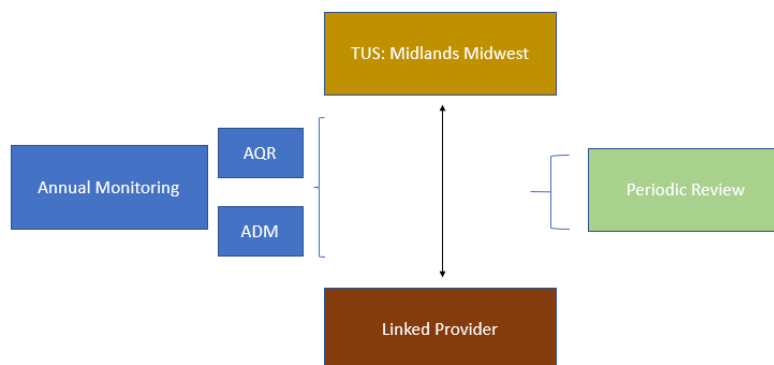 TUS: Midlands Midwest
AQR
Annual Monitoring
ADM
Periodic Review
Linked Provider